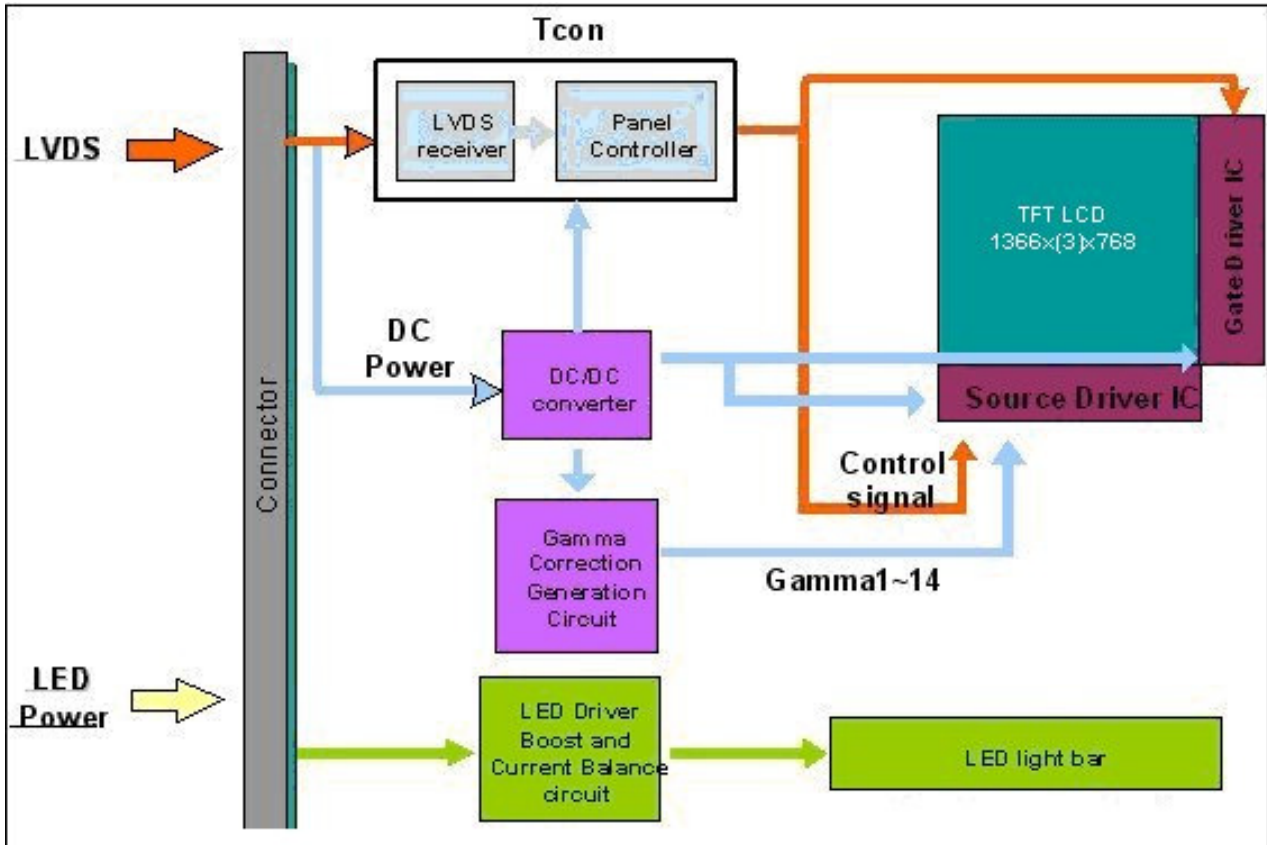 Tcon
LVDS
LVDS
receiver
Panel
Controller
TFT LCD
1366x(3)x768
Gate Driver IC
DC
Power
DC/DC
converter
Source Driver IC
Connector
Control
signal
Gamma
Correction
Generation
Circuit
Gamma1~14
LED
Power
LED Driver
Boost and
Current Balance
circuit
LED light bar